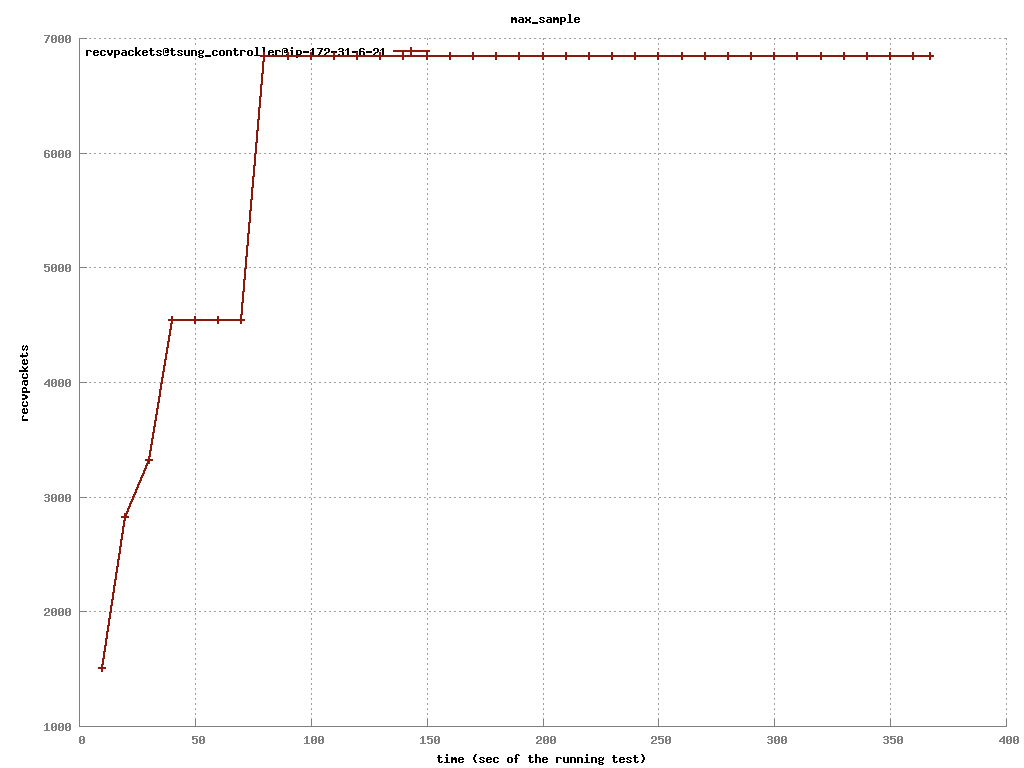 max_sample
7000
recvpackets@tsung_controller@ip-172-31-6-21
6000
5000
4000
3000
2000
1000
recvpackets
0 50 100 150 200 250 300 350 400
time (sec of the running test)